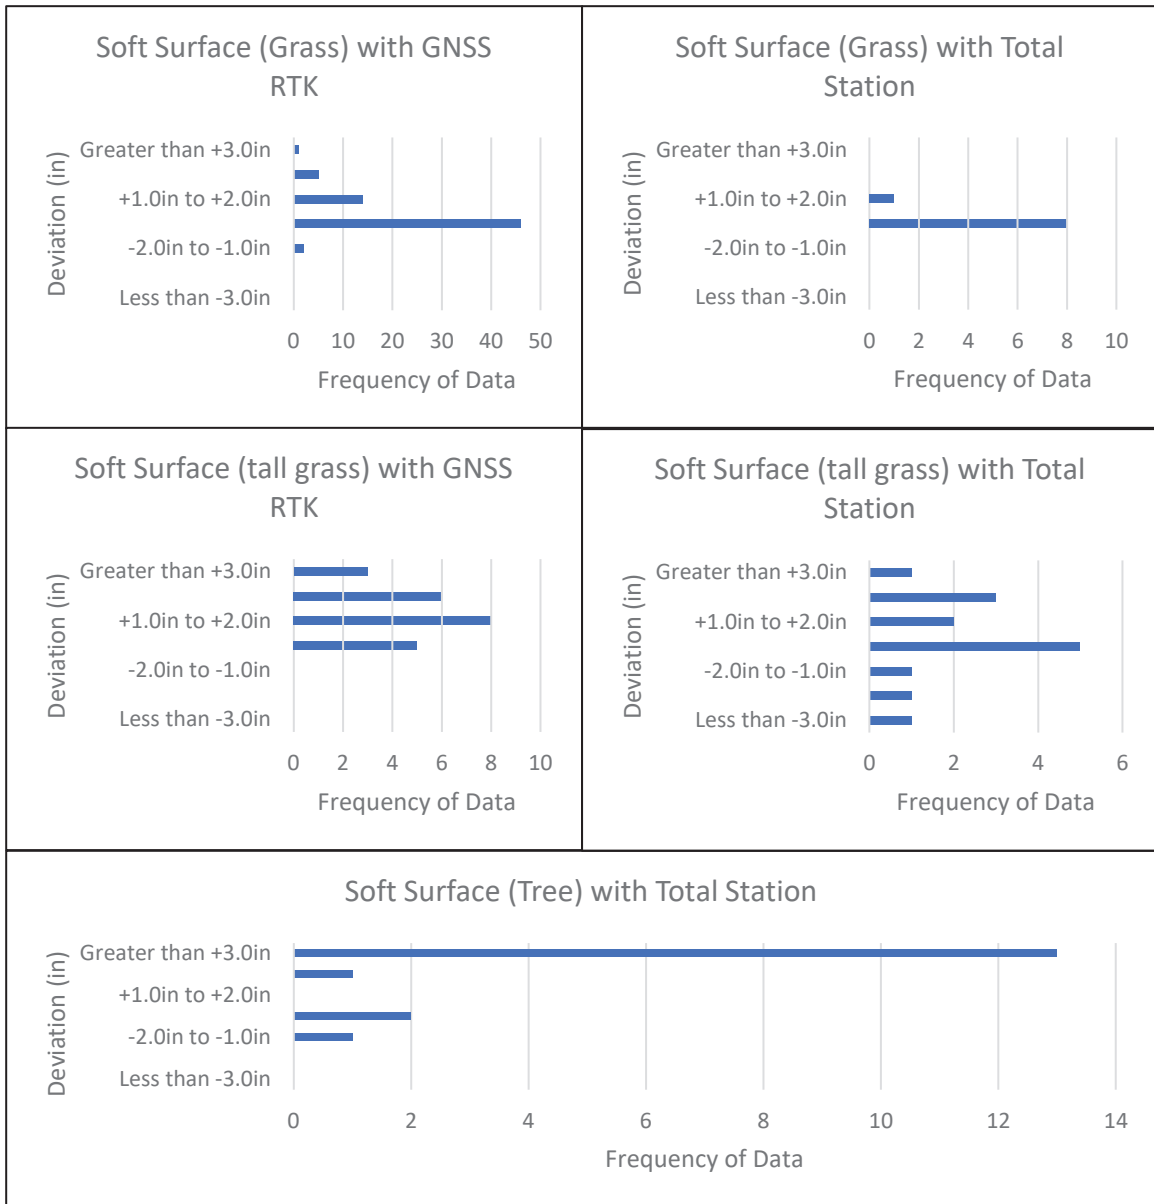 Soft Surface (Grass) with GNSS
RTK
Deviation (in)
Greater than +3.0in
+1.0in to +2.0in
-2.0in to -1.0in
Less than -3.0in
0 10 20 30 40 50
Frequency of Data
Soft Surface (Grass) with Total
Station
Deviation (in)
Greater than +3.0in
+1.0in to +2.0in
-2.0in to -1.0in
Less than -3.0in
0 2 4 6 8 10
Frequency of Data
Soft Surface (tall grass) with GNSS
RTK
Deviation (in)
Greater than +3.0in
+1.0in to +2.0in
-2.0in to -1.0in
Less than -3.0in
0 2 4 6 8 10
Frequency of Data
Soft Surface (tall grass) with Total
Station
Deviation (in)
Greater than +3.0in
+1.0in to +2.0in
-2.0in to -1.0in
Less than -3.0in
0 2 4 6
Frequency of Data
Soft Surface (Tree) with Total Station
Deviation (in)
Greater than +3.0in
+1.0in to +2.0in
-2.0in to -1.0in
Less than -3.0in
0 2 4 6 8 10 12 14
Frequency of Data